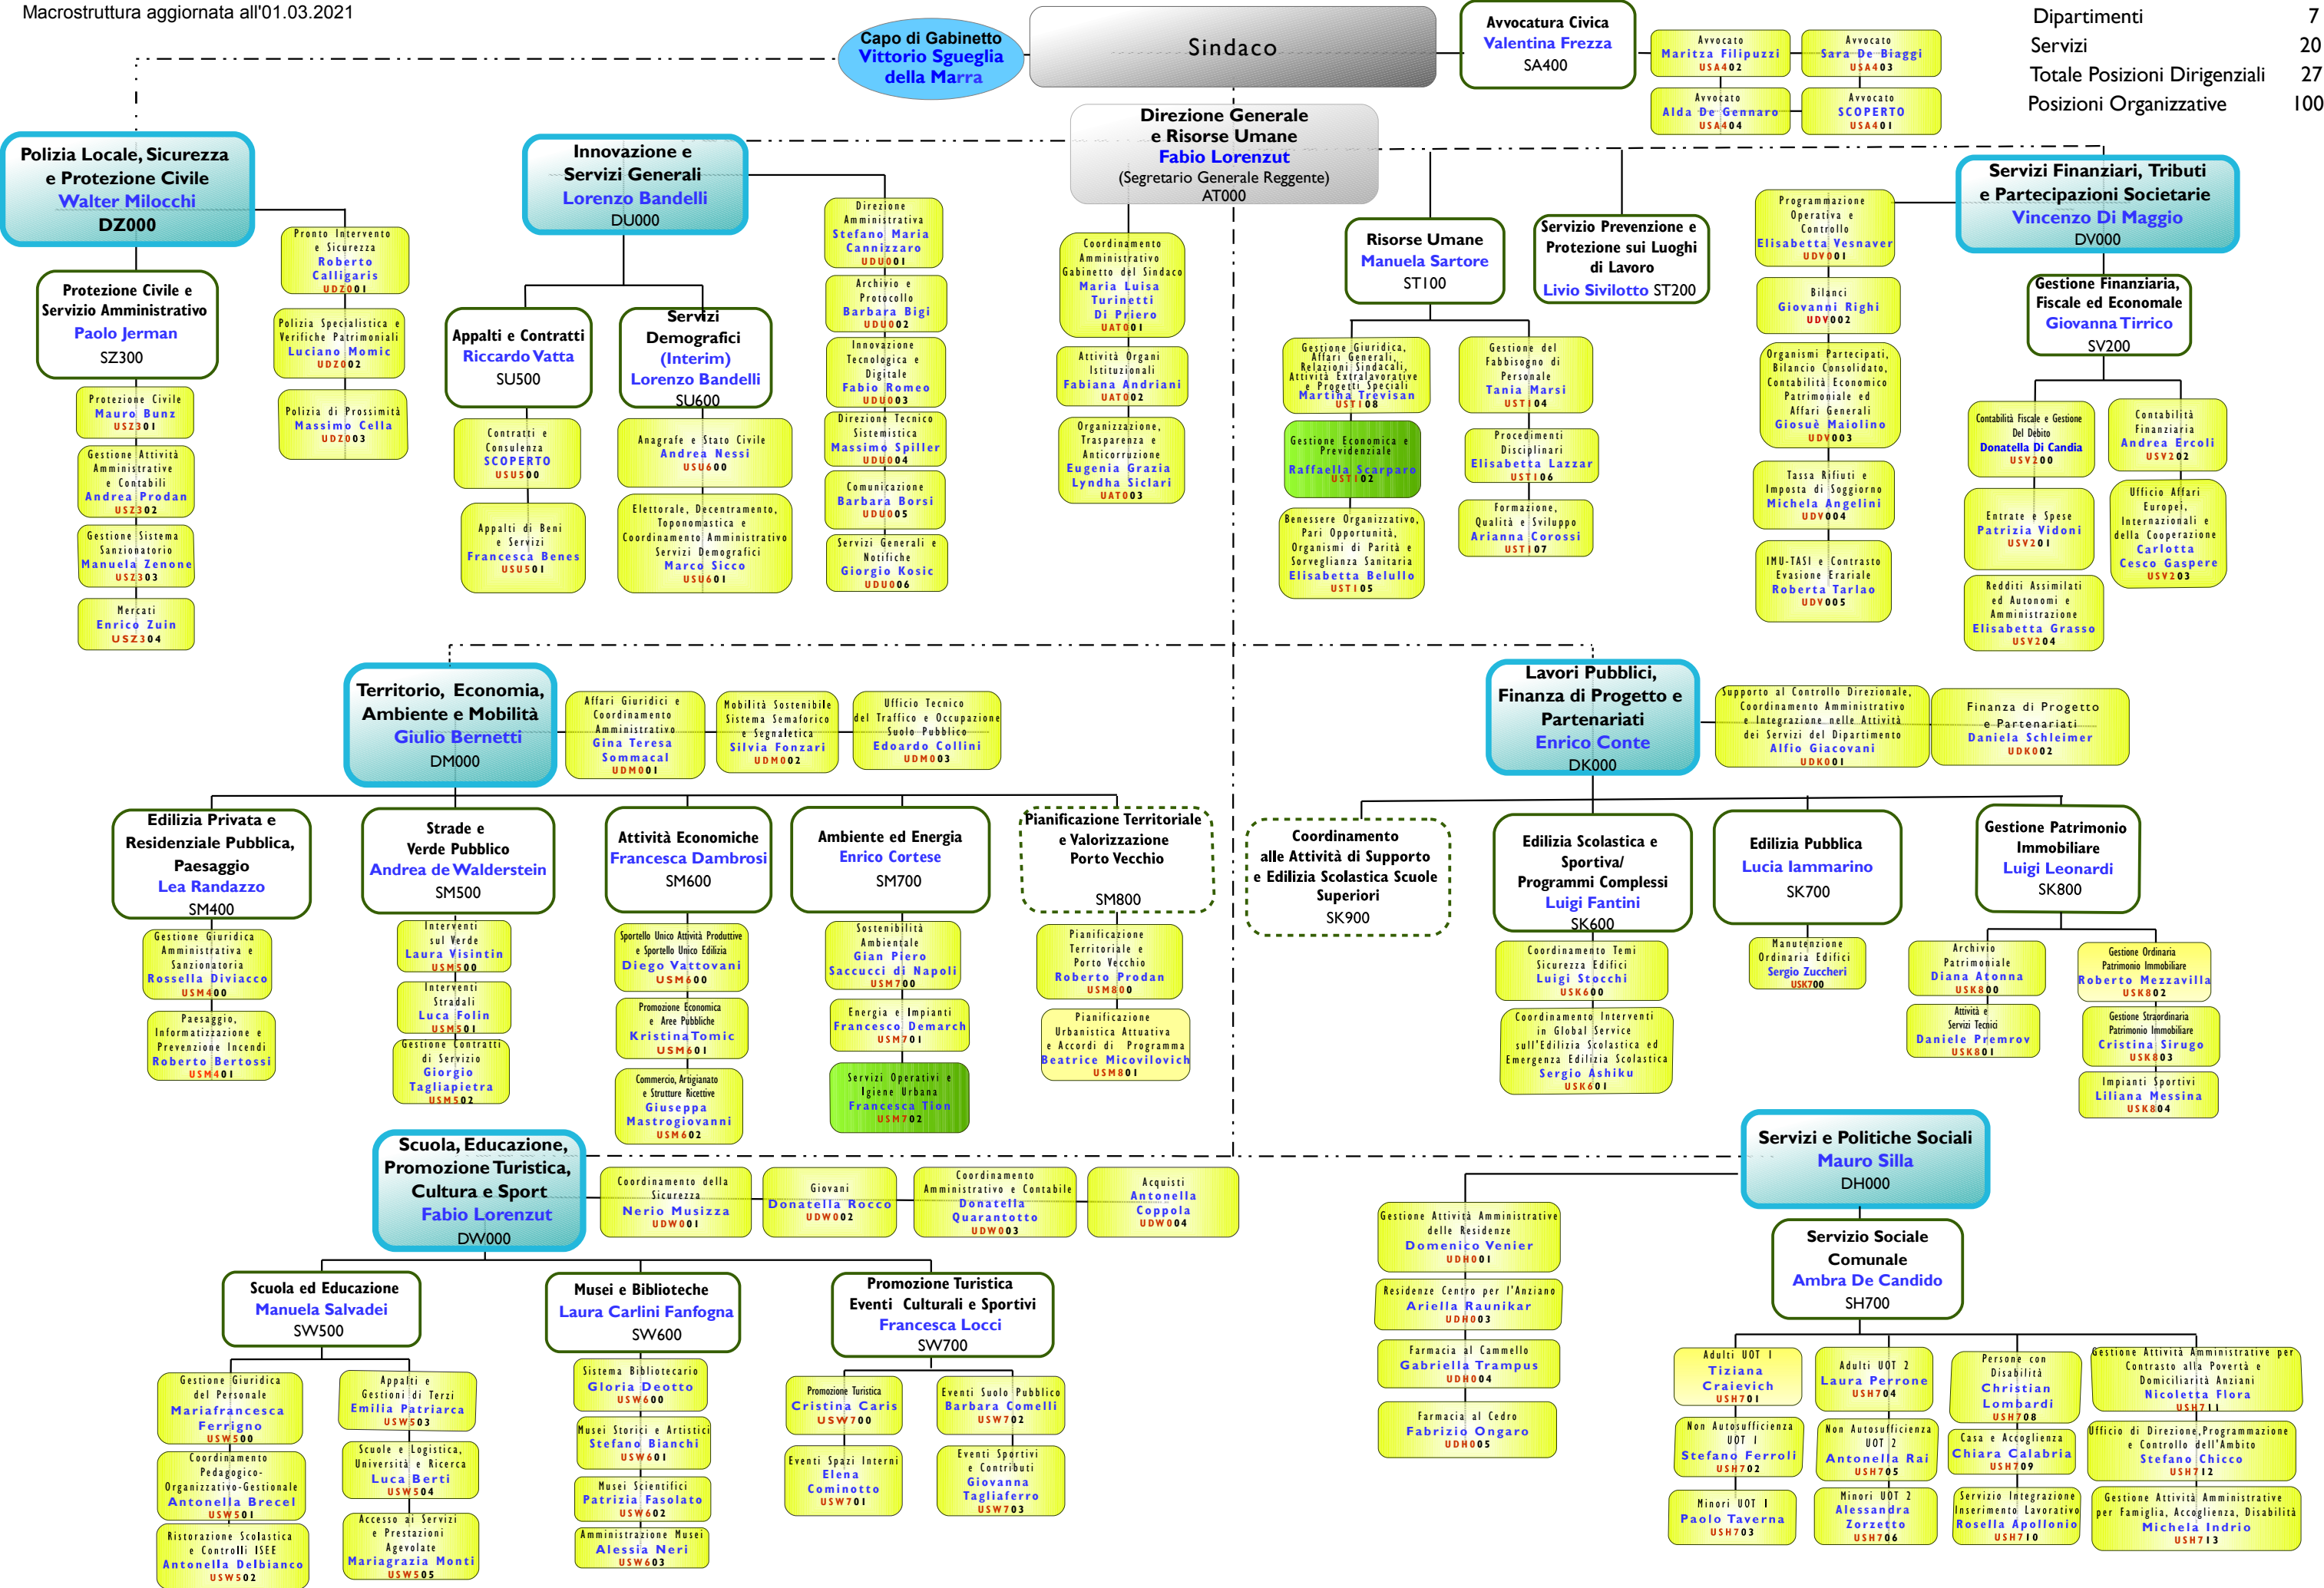 Macrostruttura aggiornata all'01.03.2021
Capo di Gabinetto
Vittorio Sgueglia
della Marra
Sindaco
Avvocatura Civica
Valentina Frezza
SA400
Avvocato
Maritza Filipuzzi
USA402
Avvocato
Sara De Biaggi
USA403
Avvocato
Alda De Gennaro
USA404
Avvocato
SCOPERTO
USA401
Dipartimenti 7
Servizi 20
Totale Posizioni Dirigenziali 27
Posizioni Organizzative 100
Direzione Generale
e Risorse Umane
Fabio Lorenzut
(Segretario Generale Reggente)
AT000
Polizia Locale, Sicurezza
e Protezione Civile
Walter Milocchi
DZ000
Pronto Intervento
e Sicurezza
Roberto
Calligaris
UDZ001
Polizia Specialistica e
Verifiche Patrimoniali
Luciano Momic
UDZ002
Polizia di Prossimità
Massimo Cella
UDZ003
Protezione Civile e
Servizio Amministrativo
Paolo Jerman
SZ300
Protezione Civile
Mauro Bunz
USZ301
Gestione Attività
Amministrative
e Contabili
Andrea Prodan
USZ302
Gestione Sistema
Sanzionatorio
Manuela Zenone
USZ303
Mercati
Enrico Zuin
USZ304
Innovazione e
Servizi Generali
Lorenzo Bandelli
DU000
Appalti e Contratti
Riccardo Vatta
SU500
Contratti e
Consulenza
SCOPERTO
USU500
Appalti di Beni
e Servizi
Francesca Benes
USU501
Servizi
Demografici
(Interim)
Lorenzo Bandelli
SU600
Anagrafe e Stato Civile
Andrea Nessi
USU600
Elettorale, Decentramento,
Toponomastica e
Coordinamento Amministrativo
Servizi Demografici
Marco Sicco
USU601
Direzione
Amministrativa
Stefano Maria
Cannizzaro
UDU001
Archivio e
Protocollo
Barbara Bigi
UDU002
Innovazione
Tecnologica e
Digitale
Fabio Romeo
UDU003
Direzione Tecnico
Sistemistica
Massimo Spiller
UDU004
Comunicazione
Barbara Borsi
UDU005
Servizi Generali e
Notifiche
Giorgio Kosic
UDU006
Coordinamento
Amministrativo
Gabinetto del Sindaco
Maria Luisa
Turinetti
Di Priero
UAT001
Attività Organi
Istituzionali
Fabiana Andriani
UAT002
Organizzazione,
Trasparenza e
Anticorruzione
Eugenia Grazia
Lyndha Siclari
UAT003
Risorse Umane
Manuela Sartore
ST100
Servizio Prevenzione e
Protezione sui Luoghi
di Lavoro
Livio Sivilotto ST200
Gestione Giuridica,
Affari Generali,
Relazioni Sindacali,
Attività Extralavorative
e Progetti Speciali
Martina Trevisan
UST108
Gestione Economica e
Previdenziale
Raffaella Scarparo
UST102
Benessere Organizzativo,
Pari Opportunità,
Organismi di Parità e
Sorveglianza Sanitaria
Elisabetta Belullo
UST105
Gestione del
Fabbisogno di
Personale
Tania Marsi
UST104
Procedimenti
Disciplinari
Elisabetta Lazzar
UST106
Formazione,
Qualità e Sviluppo
Arianna Corossi
UST107
Servizi Finanziari, Tributi
e Partecipazioni Societarie
Vincenzo Di Maggio
DV000
Programmazione
Operativa e
Controllo
Elisabetta Vesnaver
UDV001
Bilanci
Giovanni Righi
UDV002
Organismi Partecipati,
Bilancio Consolidato,
Contabilità Economico
Patrimoniale ed
Affari Generali
Giosuè Maiolino
UDV003
Tassa Rifiuti e
Imposta di Soggiorno
Michela Angelini
UDV004
IMU-TASI e Contrasto
Evasione Erariale
Roberta Tarlao
UDV005
Gestione Finanziaria,
Fiscale ed Economale
Giovanna Tirrico
SV200
Contabilità Fiscale e Gestione
Del Debito
Donatella Di Candia
USV200
Entrate e Spese
Patrizia Vidoni
USV201
Redditi Assimilati
ed Autonomi e
Amministrazione
Elisabetta Grasso
USV204
Contabilità
Finanziaria
Andrea Ercoli
USV202
Ufficio Affari
Europei,
Internazionali e
della Cooperazione
Carlotta
Cesco Gaspere
USV203
Territorio, Economia,
Ambiente e Mobilità
Giulio Bernetti
DM000
Affari Giuridici e
Coordinamento
Amministrativo
Gina Teresa
Sommacal
UDM001
Mobilità Sostenibile
Sistema Semaforico
e Segnaletica
Silvia Fonzari
UDM002
Ufficio Tecnico
del Traffico e Occupazione
Suolo Pubblico
Edoardo Collini
UDM003
Edilizia Privata e
Residenziale Pubblica,
Paesaggio
Lea Randazzo
SM400
Gestione Giuridica
Amministrativa e
Sanzionatoria
Rossella Diviacco
USM400
Paesaggio,
Informatizzazione e
Prevenzione Incendi
Roberto Bertossi
USM401
Strade e
Verde Pubblico
Andrea de Walderstein
SM500
Interventi
sul Verde
Laura Visintin
USM500
Interventi
Stradali
Luca Folin
USM501
Gestione Contratti
di Servizio
Giorgio
Tagliapietra
USM502
Attività Economiche
Francesca Dambrosi
SM600
Sportello Unico Attività Produttive
e Sportello Unico Edilizia
Diego Vattovani
USM600
Promozione Economica
e Aree Pubbliche
Kristina Tomic
USM601
Commercio, Artigianato
e Strutture Ricettive
Giuseppa
Mastrogiovanni
USM602
Ambiente ed Energia
Enrico Cortese
SM700
Sostenibilità
Ambientale
Gian Piero
Saccucci di Napoli
USM700
Energia e Impianti
Francesco Demarch
USM701
Servizi Operativi e
Igiene Urbana
Francesca Tion
USM702
Pianificazione Territoriale
e Valorizzazione
Porto Vecchio
SM800
Pianificazione
Territoriale e
Porto Vecchio
Roberto Prodan
USM800
Pianificazione
Urbanistica Attuativa
e Accordi di Programma
Beatrice Micovilovich
USM801
Lavori Pubblici,
Finanza di Progetto e
Partenariati
Enrico Conte
DK000
Supporto al Controllo Direzionale,
Coordinamento Amministrativo
e Integrazione nelle Attività
dei Servizi del Dipartimento
Alfio Giacovani
UDK001
Finanza di Progetto
e Partenariati
Daniela Schleimer
UDK002
Coordinamento
alle Attività di Supporto
e Edilizia Scolastica Scuole
Superiori
SK900
Edilizia Scolastica e
Sportiva/
Programmi Complessi
Luigi Fantini
SK600
Coordinamento Temi
Sicurezza Edifici
Luigi Stocchi
USK600
Coordinamento Interventi
in Global Service
sull'Edilizia Scolastica ed
Emergenza Edilizia Scolastica
Sergio Ashiku
USK601
Edilizia Pubblica
Lucia Iammarino
SK700
Manutenzione
Ordinaria Edifici
Sergio Zuccheri
USK700
Gestione Patrimonio
Immobiliare
Luigi Leonardi
SK800
Archivio
Patrimoniale
Diana Atonna
USK800
Attività e
Servizi Tecnici
Daniele Premrov
USK801
Gestione Ordinaria
Patrimonio Immobiliare
Roberto Mezzavilla
USK802
Gestione Straordinaria
Patrimonio Immobiliare
Cristina Sirugo
USK803
Impianti Sportivi
Liliana Messina
USK804
Scuola, Educazione,
Promozione Turistica,
Cultura e Sport
Fabio Lorenzut
DW000
Coordinamento della
Sicurezza
Nerio Musizza
UDW001
Giovani
Donatella Rocco
UDW002
Coordinamento
Amministrativo e Contabile
Donatella
Quarantotto
UDW003
Acquisti
Antonella
Coppola
UDW004
Scuola ed Educazione
Manuela Salvadei
SW500
Gestione Giuridica
del Personale
Mariafrancesca
Ferrigno
USW500
Coordinamento
Pedagogico-
Organizzativo-Gestionale
Antonella Brecel
USW501
Ristorazione Scolastica
e Controlli ISEE
Antonella Delbianco
USW502
Appalti e
Gestioni di Terzi
Emilia Patriarca
USW503
Scuole e Logistica,
Università e Ricerca
Luca Berti
USW504
Accesso ai Servizi
e Prestazioni
Agevolate
Mariagrazia Monti
USW505
Musei e Biblioteche
Laura Carlini Fanfogna
SW600
Sistema Bibliotecario
Gloria Deotto
USW600
Musei Storici e Artistici
Stefano Bianchi
USW601
Musei Scientifici
Patrizia Fasolato
USW602
Amministrazione Musei
Alessia Neri
USW603
Promozione Turistica
Eventi Culturali e Sportivi
Francesca Locci
SW700
Promozione Turistica
Cristina Caris
USW700
Eventi Spazi Interni
Elena
Cominotto
USW701
Eventi Suolo Pubblico
Barbara Comelli
USW702
Eventi Sportivi
e Contributi
Giovanna
Tagliaferro
USW703
Servizi e Politiche Sociali
Mauro Silla
DH000
Gestione Attività Amministrative
delle Residenze
Domenico Venier
UDH001
Residenze Centro per l'Anziano
Ariella Raunikar
UDH003
Farmacia al Cammello
Gabriella Trampus
UDH004
Farmacia al Cedro
Fabrizio Ongaro
UDH005
Servizio Sociale
Comunale
Ambra De Candido
SH700
Adulti UOT 1
Tiziana
Craievich
USH701
Non Autosufficienza
UOT 1
Stefano Ferroli
USH702
Minori UOT 1
Paolo Taverna
USH703
Adulti UOT 2
Laura Perrone
USH704
Non Autosufficienza
UOT 2
Antonella Rai
USH705
Minori UOT 2
Alessandra
Zorzetto
USH706
Persone con
Disabilità
Christian
Lombardi
USH708
Casa e Accoglienza
Chiara Calabria
USH709
Servizio Integrazione
Inserimento Lavorativo
Rosella Apollonio
USH710
Gestione Attività Amministrative per
Contrasto alla Povertà e
Domiciliarità Anziani
Nicoletta Flora
USH711
Ufficio di Direzione,Programmazione
e Controllo dell'Ambito
Stefano Chicco
USH712
Gestione Attività Amministrative
per Famiglia, Accoglienza, Disabilità
Michela Indrio
USH713